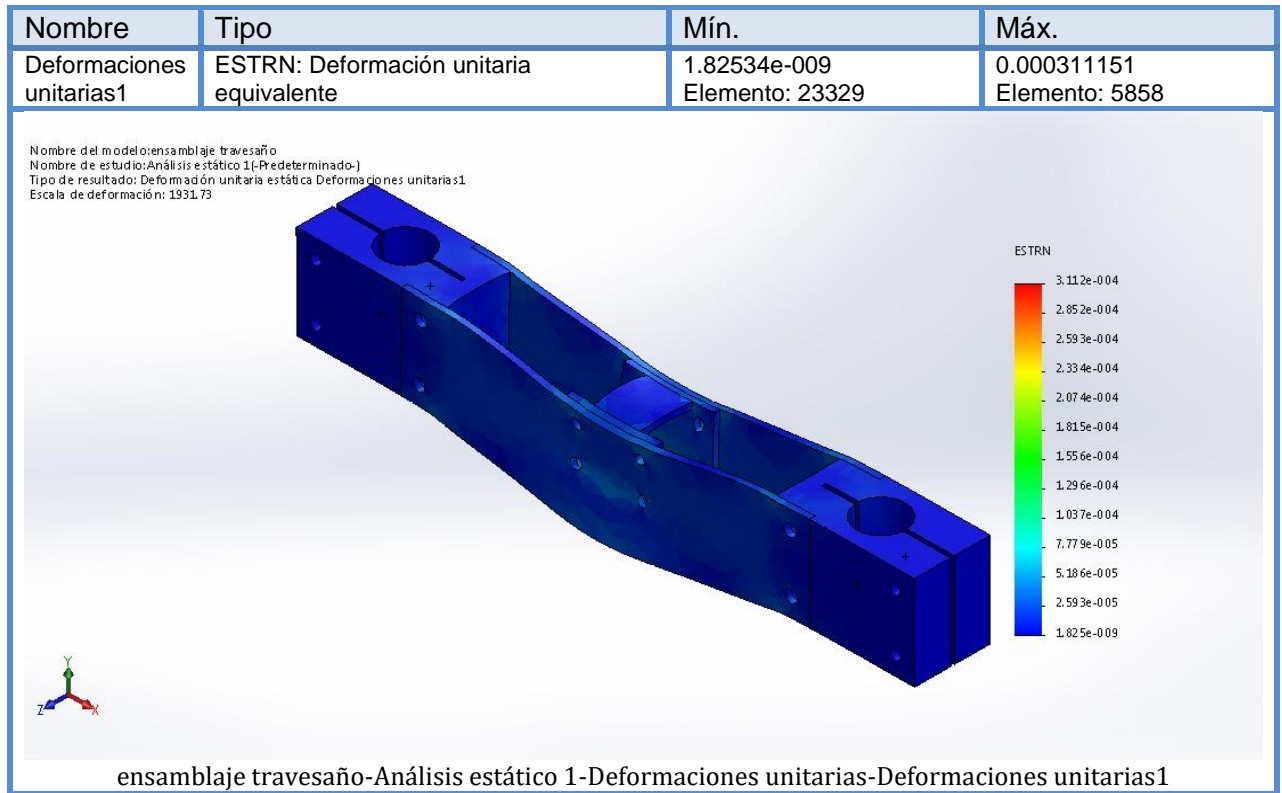 Nombre Tipo Mín. Máx.
Deformaciones unitarias1 ESTRN: Deformación unitaria equivalente 1.82534e-009 Elemento: 23329 0.000311151 Elemento: 5858
Nombre del modelo:ensamblaje travesaño
Nombre de estudio:Análisis estático 1(-Predeterminado-)
Tipo de resultado: Deformación unitaria estática Deformaciones unitarias1
Escala de deformación: 1931.73
ESTRN
3.112e-004
2.852e-004
2.593e-004
2.334e-004
2.074e-004
1.815e-004
1.556e-004
1.296e-004
1.037e-004
7.779e-005
5.186e-005
2.593e-005
1.825e-009
Y
Z X
ensamblaje travesaño-Análisis estático 1-Deformaciones unitarias-Deformaciones unitarias1